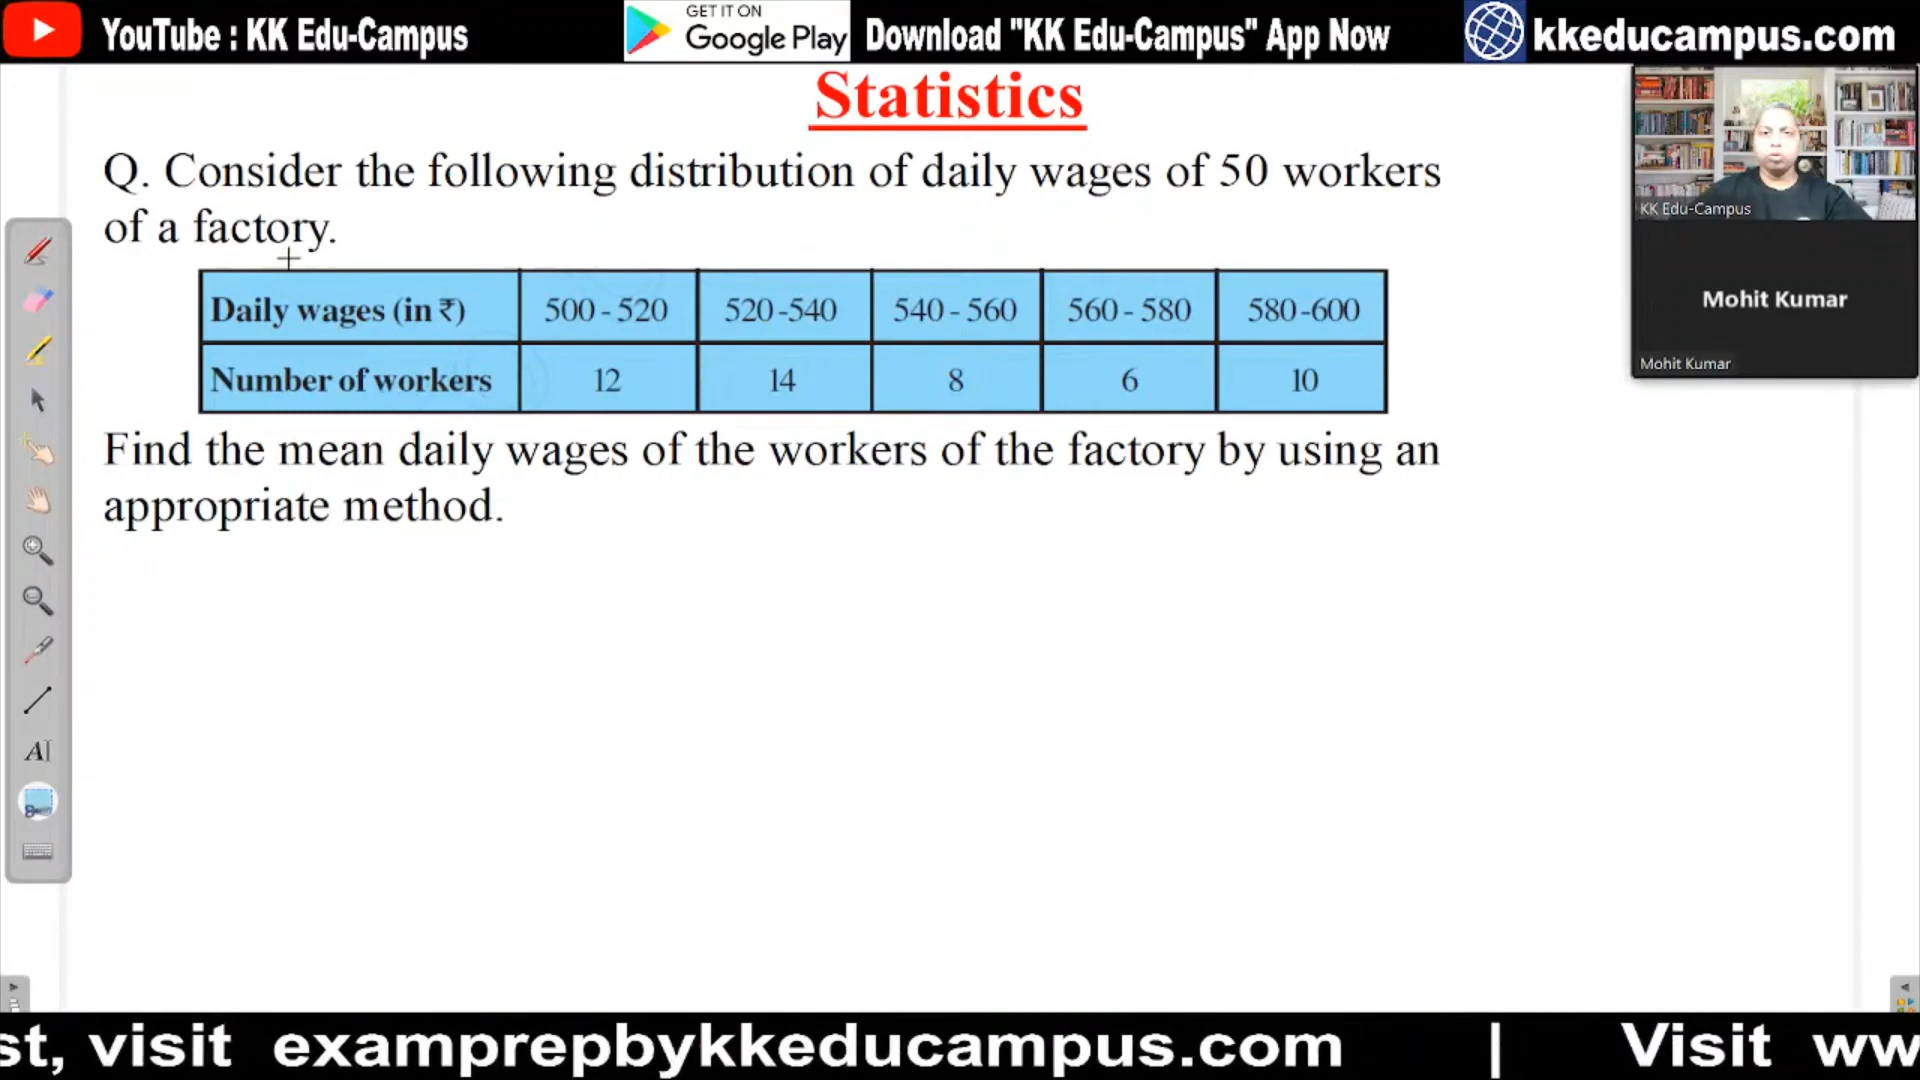 YouTube : KK Edu-Campus
GET IT ON
Google Play
Download "KK Edu-Campus" App Now
kkeducampus.com
Statistics
Q. Consider the following distribution of daily wages of 50 workers
of a factory.
Daily wages (in ₹) 500 - 520 520 -540 540 - 560 560 - 580 580 -600
Number of workers 12 14 8 6 10
Find the mean daily wages of the workers of the factory by using an
appropriate method.
KK Edu-Campus
Mohit Kumar
Mohit Kumar
AI
st, visit examprepbykkeducampus.com | Visit ww